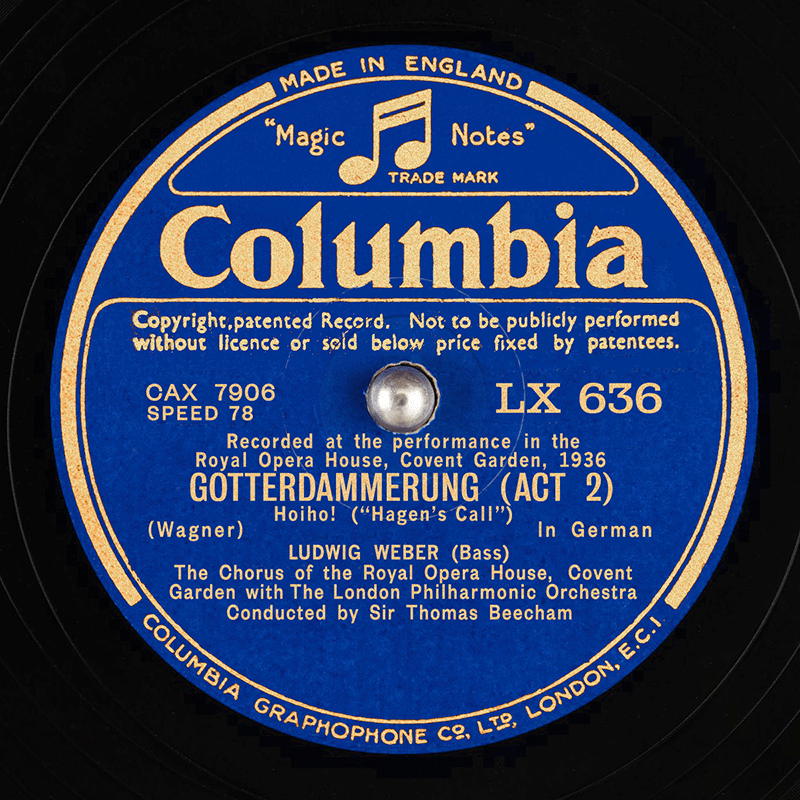 MADE IN ENGLAND
"Magic Notes"
TRADE MARK
Columbia
Copyright, patented Record. Not to be publicly performed
without licence or sold below price fixed by patentees.
CAX 7906
SPEED 78
LX 636
Recorded at the performance in the
Royal Opera House, Covent Garden, 1936
GOTTERDAMMERUNG (ACT 2)
Hoiho! ("Hagen's Call")
(Wagner) In German
LUDWIG WEBER (Bass)
The Chorus of the Royal Opera House, Covent
Garden with The London Philharmonic Orchestra
Conducted by Sir Thomas Beecham
COLUMBIA GRAPHOPHONE CO, LTD, LONDON, E.C.1